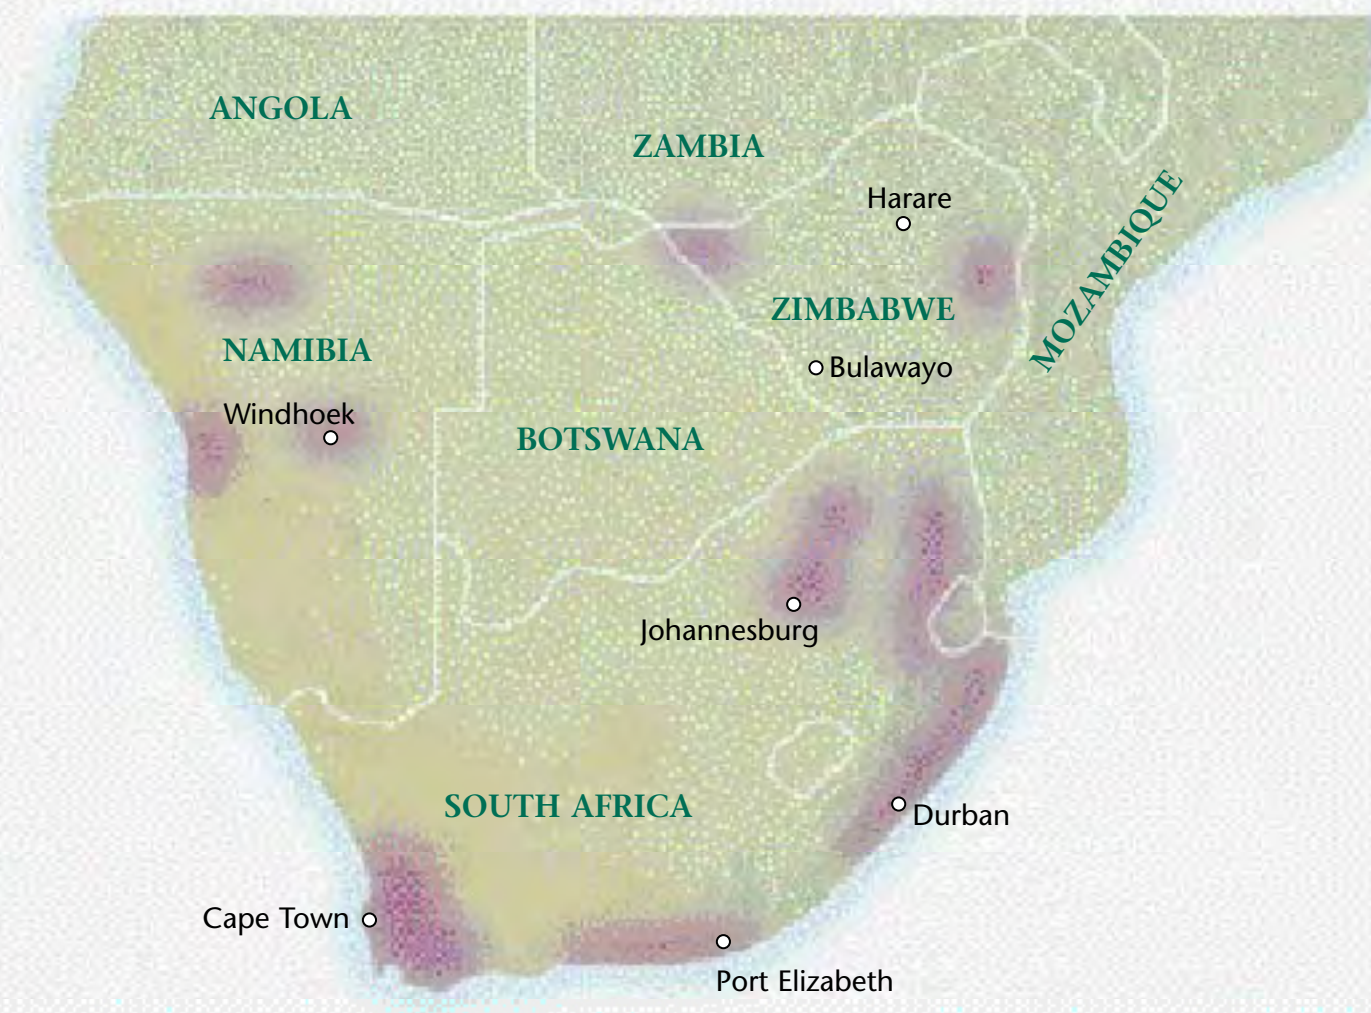 ANGOLA
ZAMBIA
Harare
MOZAMBIQUE
ZIMBABWE
NAMIBIA
Bulawayo
Windhoek
BOTSWANA
Johannesburg
SOUTH AFRICA
Durban
Cape Town
Port Elizabeth